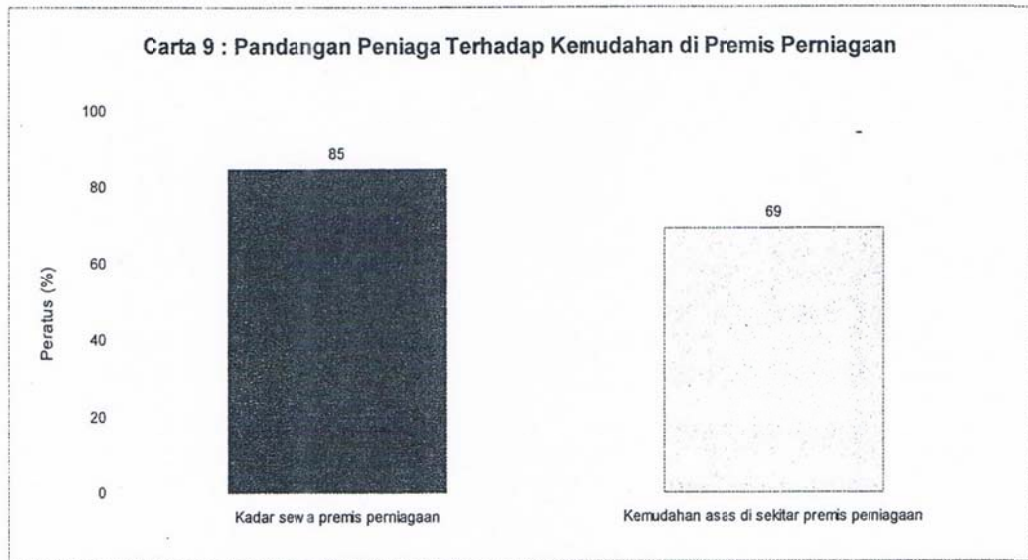 Carta 9 : Pandangan Peniaga Terhadap Kemudahan di Premis Perniagaan
Peratus (%)
100
80
60
40
20
0
85
69
Kadar sewa premis perniagaan
Kemudahan asas di sekitar premis perniagaan